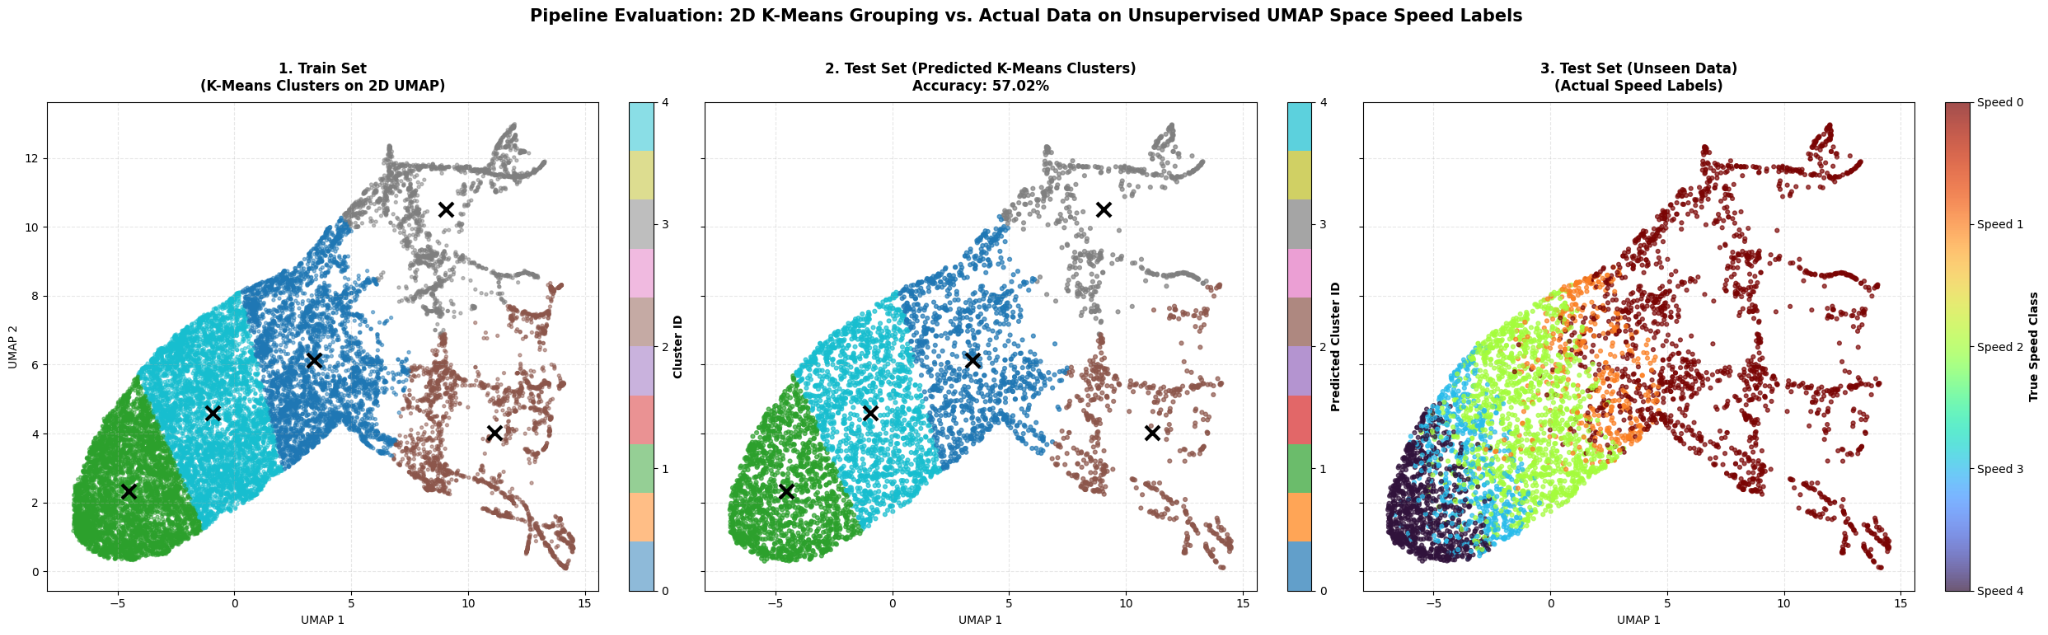 Pipeline Evaluation: 2D K-Means Grouping vs. Actual Data on Unsupervised UMAP Space Speed Labels
1. Train Set
(K-Means Clusters on 2D UMAP)
UMAP 2
12
10
8
6
4
2
0
−5
0
5
10
15
UMAP 1
4
3
2
1
0
Cluster ID
2. Test Set (Predicted K-Means Clusters)
Accuracy: 57.02%
−5
0
5
10
15
UMAP 1
4
3
2
1
0
Predicted Cluster ID
3. Test Set (Unseen Data)
(Actual Speed Labels)
−5
0
5
10
15
UMAP 1
Speed 0
Speed 1
Speed 2
Speed 3
Speed 4
True Speed Class